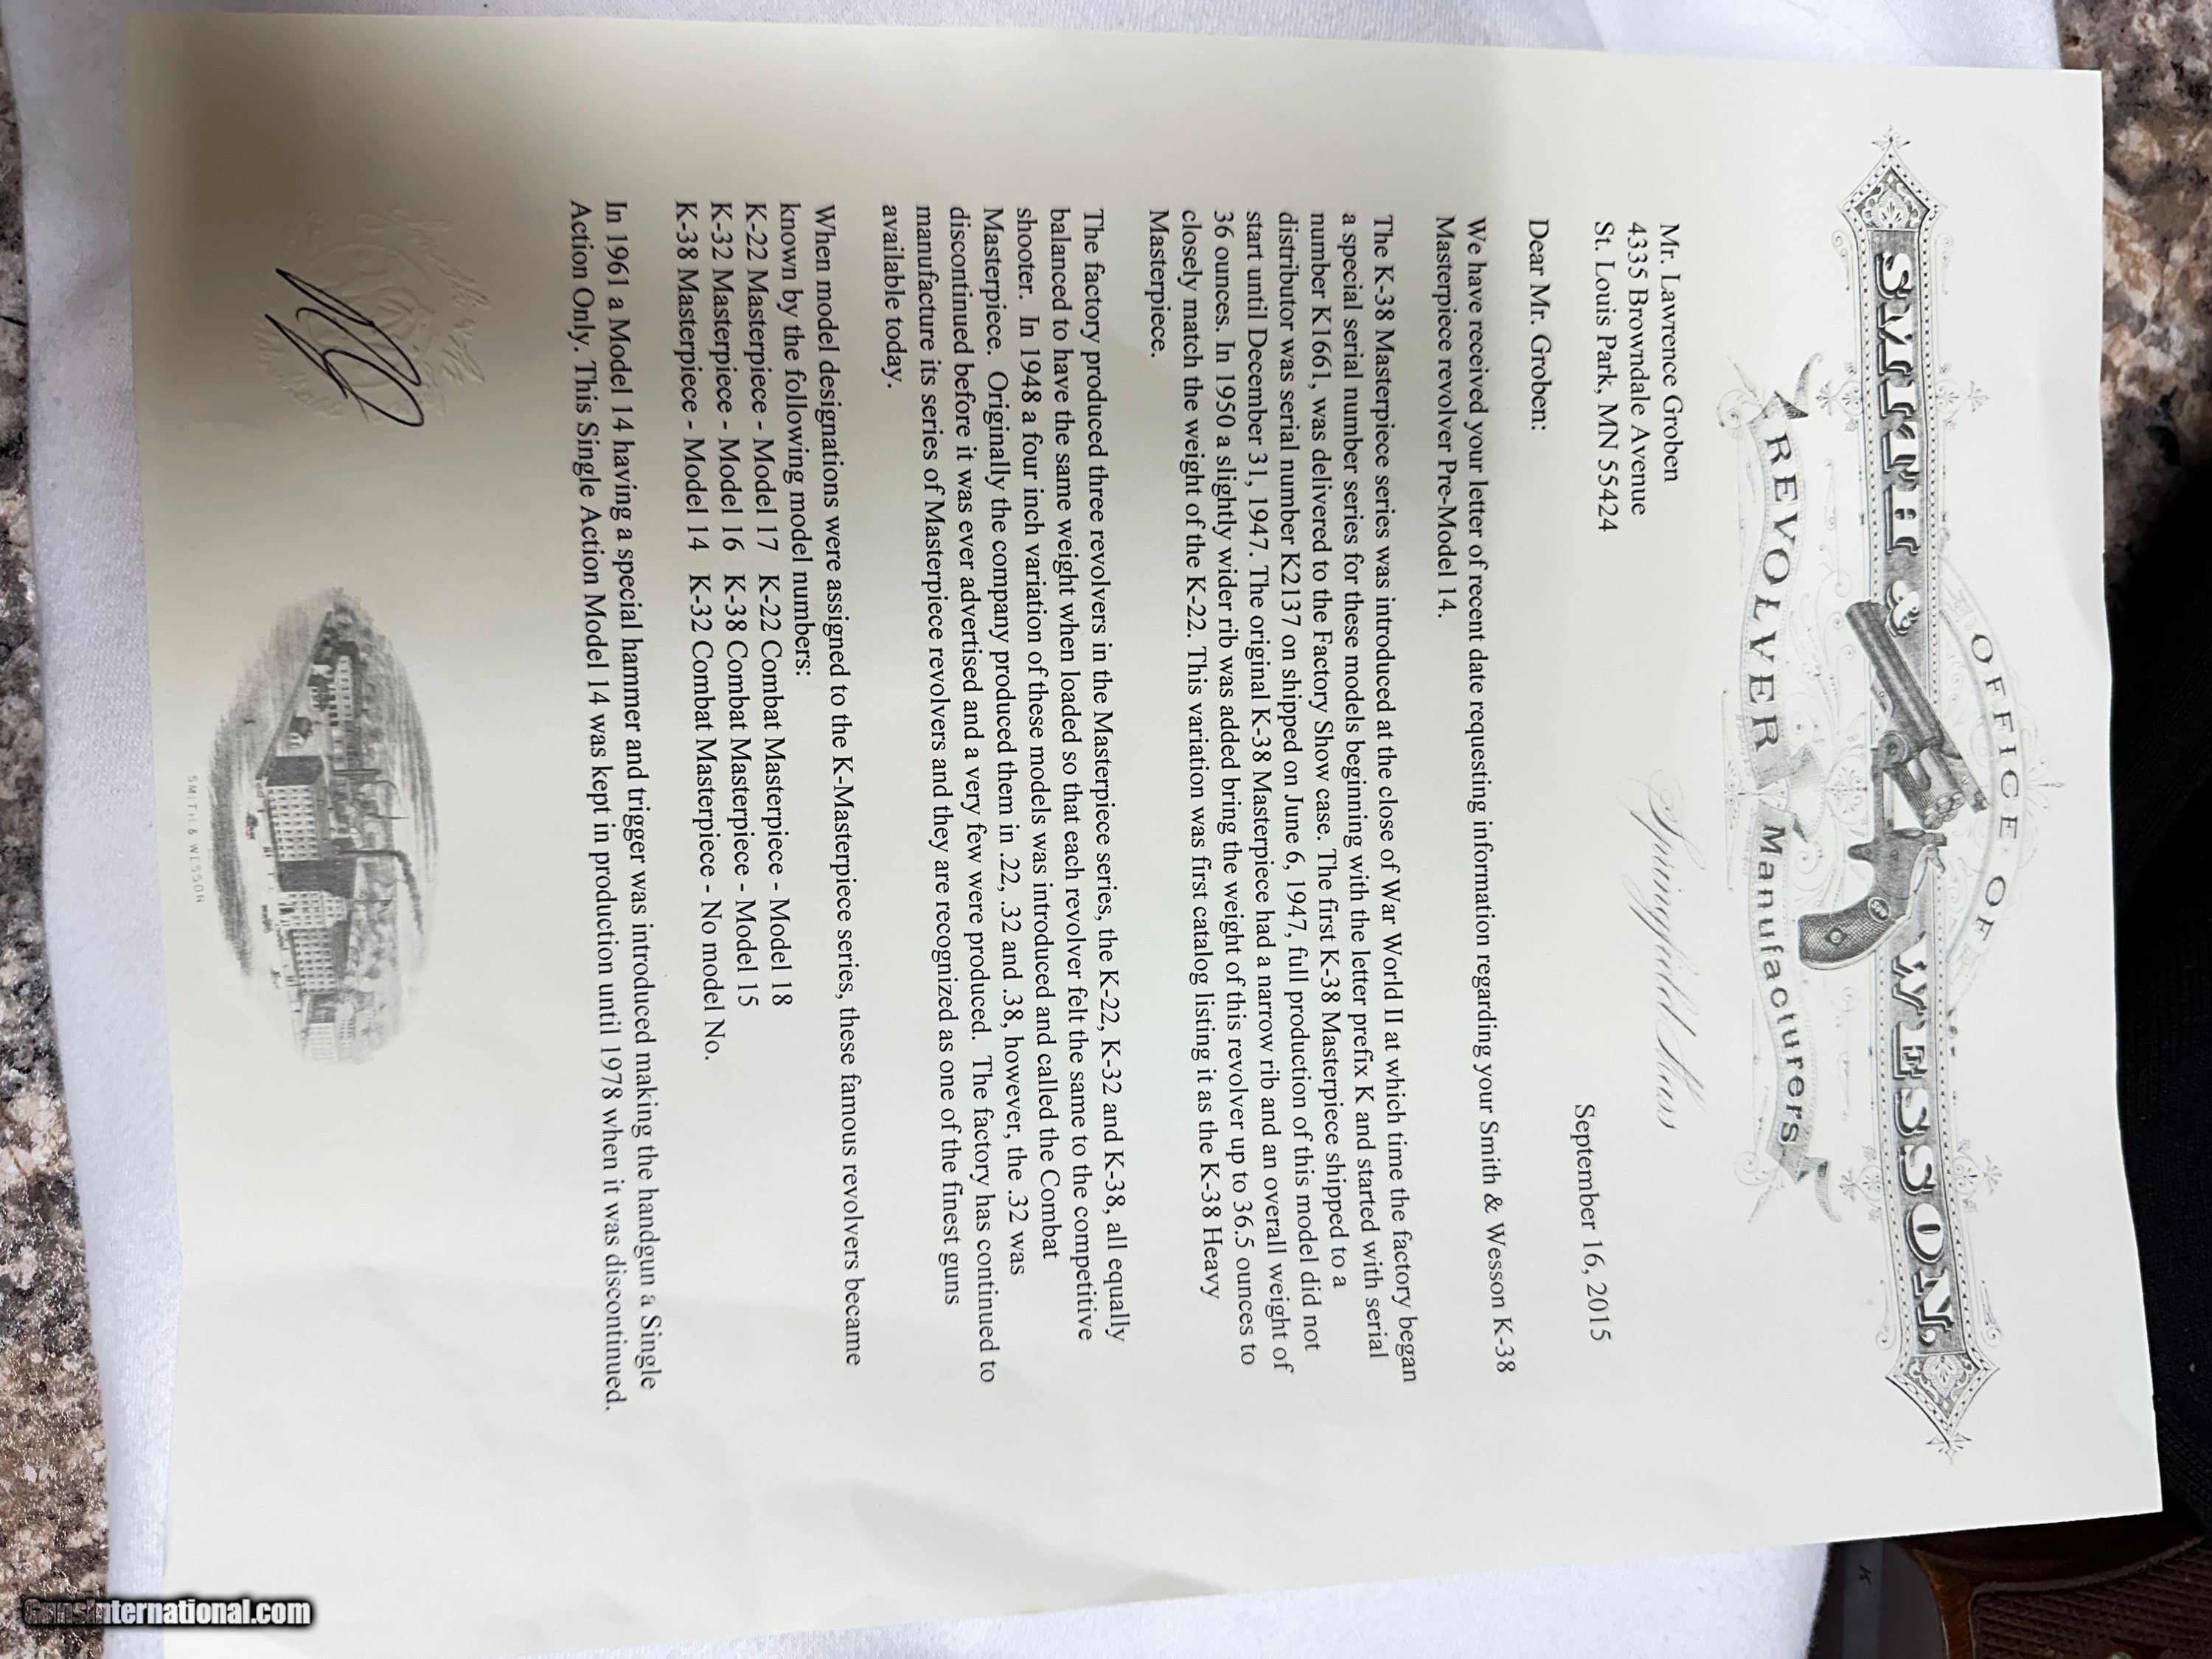 OFFICE OF
SMITH & WESSON.
REVOLVER Manufacturers
Springfield Mass
September 16, 2015
Mr. Lawrence Groben
4335 Browndale Avenue
St. Louis Park, MN 55424
Dear Mr. Groben:
We have received your letter of recent date requesting information regarding your Smith & Wesson K-38
Masterpiece revolver Pre-Model 14.
The K-38 Masterpiece series was introduced at the close of War World II at which time the factory began
a special serial number series for these models beginning with the letter prefix K and started with serial
number K1661, was delivered to the Factory Show case. The first K-38 Masterpiece shipped to a
distributor was serial number K2137 on shipped on June 6, 1947, full production of this model did not
start until December 31, 1947. The original K-38 Masterpiece had a narrow rib and an overall weight of
36 ounces. In 1950 a slightly wider rib was added bring the weight of this revolver up to 36.5 ounces to
closely match the weight of the K-22. This variation was first catalog listing it as the K-38 Heavy
Masterpiece.
The factory produced three revolvers in the Masterpiece series, the K-22, K-32 and K-38, all equally
balanced to have the same weight when loaded so that each revolver felt the same to the competitive
shooter. In 1948 a four inch variation of these models was introduced and called the Combat
Masterpiece. Originally the company produced them in .22, .32 and .38, however, the .32 was
discontinued before it was ever advertised and a very few were produced. The factory has continued to
manufacture its series of Masterpiece revolvers and they are recognized as one of the finest guns
available today.
When model designations were assigned to the K-Masterpiece series, these famous revolvers became
known by the following model numbers:
K-22 Masterpiece - Model 17 K-22 Combat Masterpiece - Model 18
K-32 Masterpiece - Model 16 K-38 Combat Masterpiece - Model 15
K-38 Masterpiece - Model 14 K-32 Combat Masterpiece - No model No.
In 1961 a Model 14 having a special hammer and trigger was introduced making the handgun a Single
Action Only. This Single Action Model 14 was kept in production until 1978 when it was discontinued.
SMITH & WESSON
GunsInternational.com